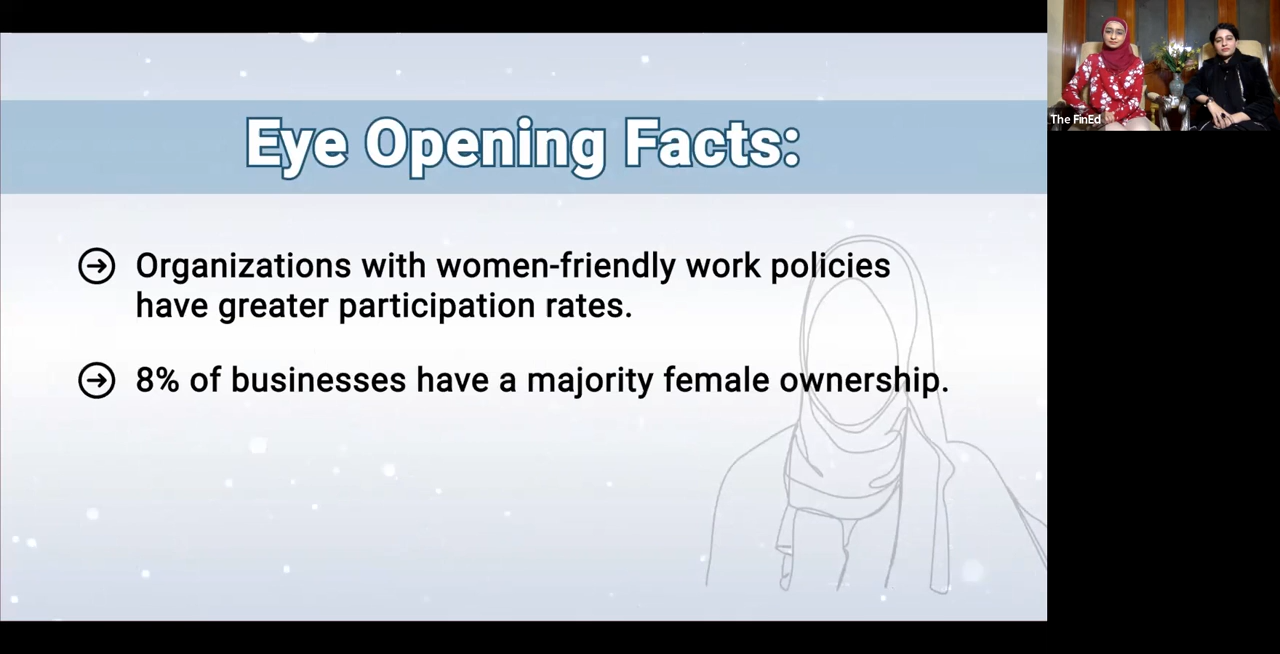 Eye Opening Facts:
Organizations with women-friendly work policies
have greater participation rates.
8% of businesses have a majority female ownership.
The FinEd